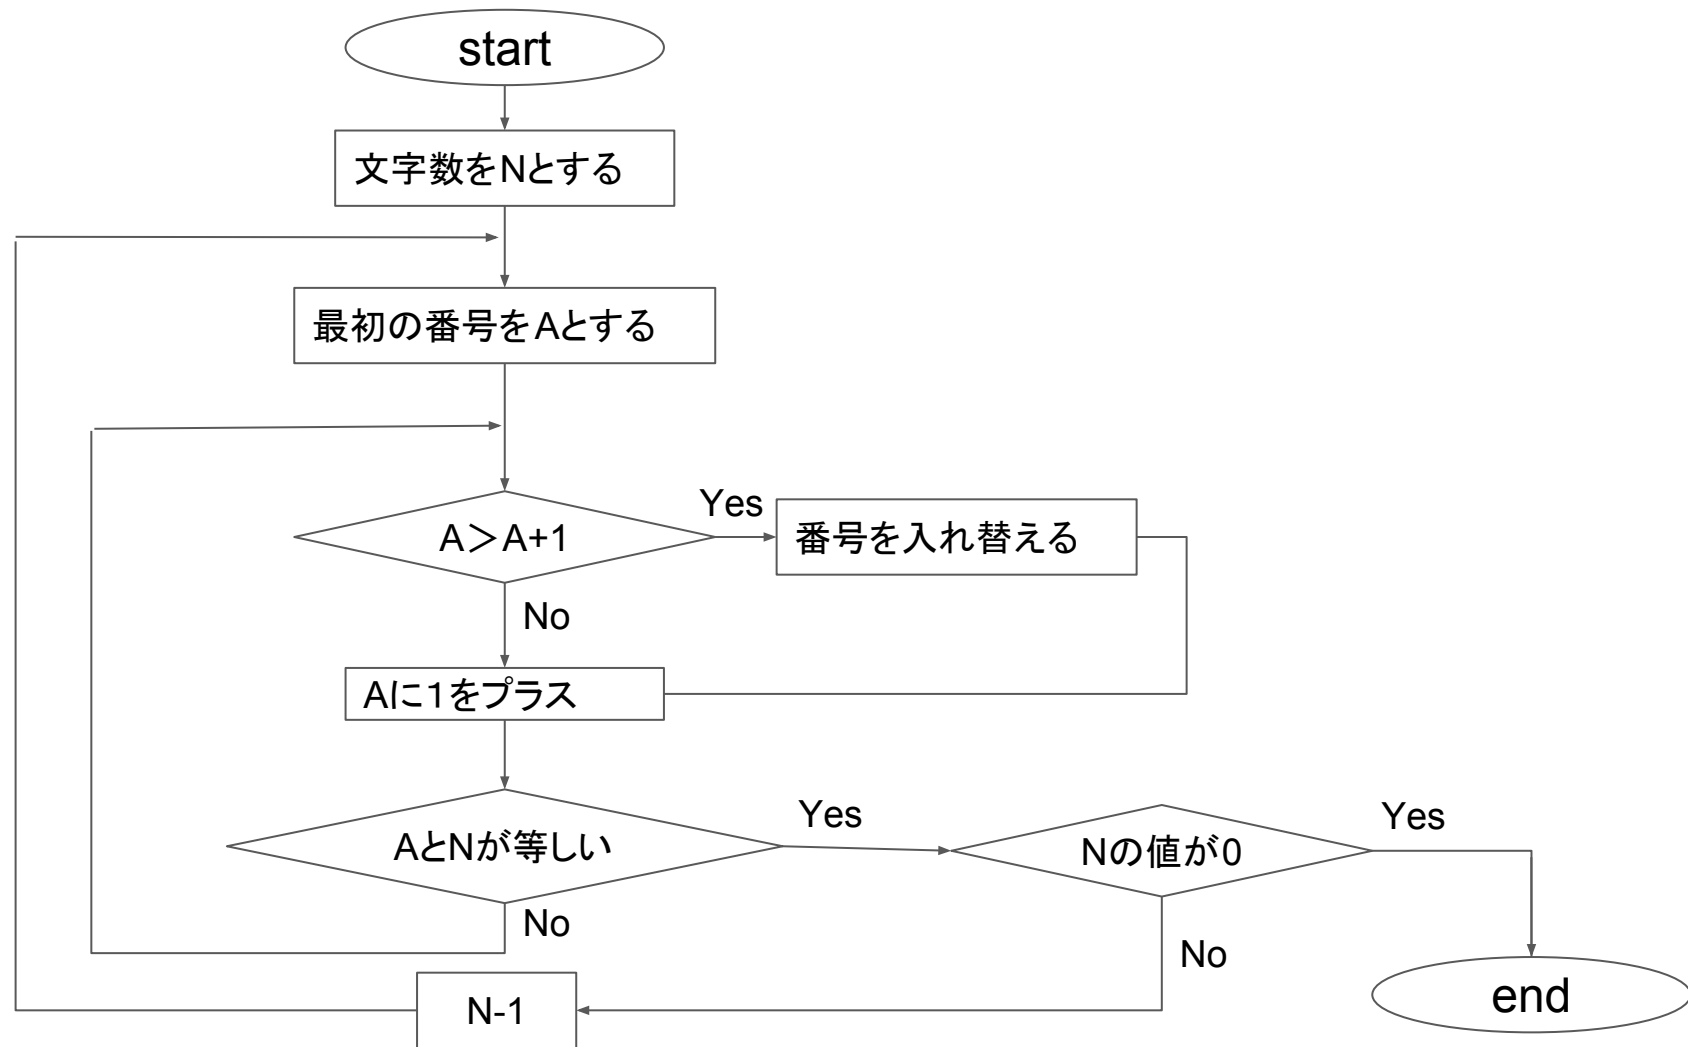 start
文字数をNとする
最初の番号をAとする
A＞A+1
Yes
番号を入れ替える
No
Aに１をプラス
AとNが等しい
Yes
Nの値が0
Yes
No
No
N-1
end